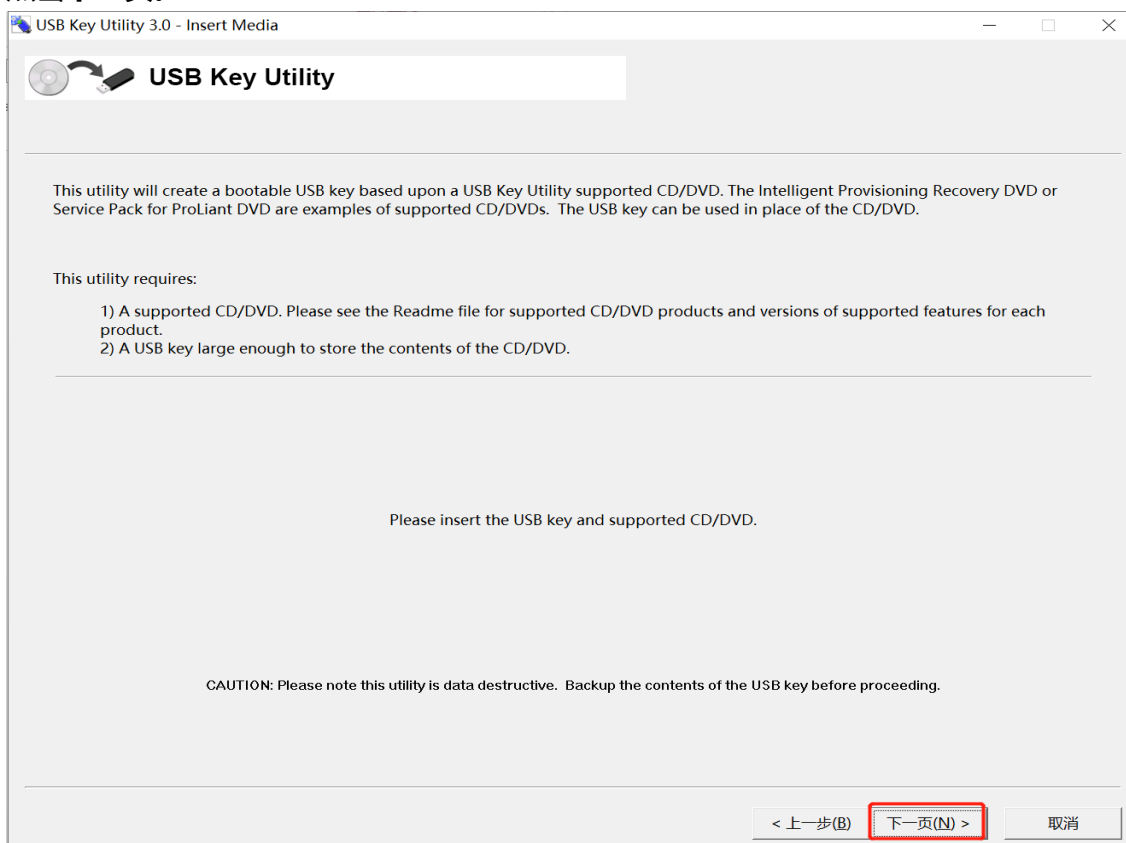 USB Key Utility 3.0 - Insert Media
USB Key Utility
This utility will create a bootable USB key based upon a USB Key Utility supported CD/DVD. The Intelligent Provisioning Recovery DVD or
Service Pack for ProLiant DVD are examples of supported CD/DVDs. The USB key can be used in place of the CD/DVD.
This utility requires:
1) A supported CD/DVD. Please see the Readme file for supported CD/DVD products and versions of supported features for each
product.
2) A USB key large enough to store the contents of the CD/DVD.
Please insert the USB key and supported CD/DVD.
CAUTION: Please note this utility is data destructive. Backup the contents of the USB key before proceeding.
< 上一步(B) 下一页(N) > 取消